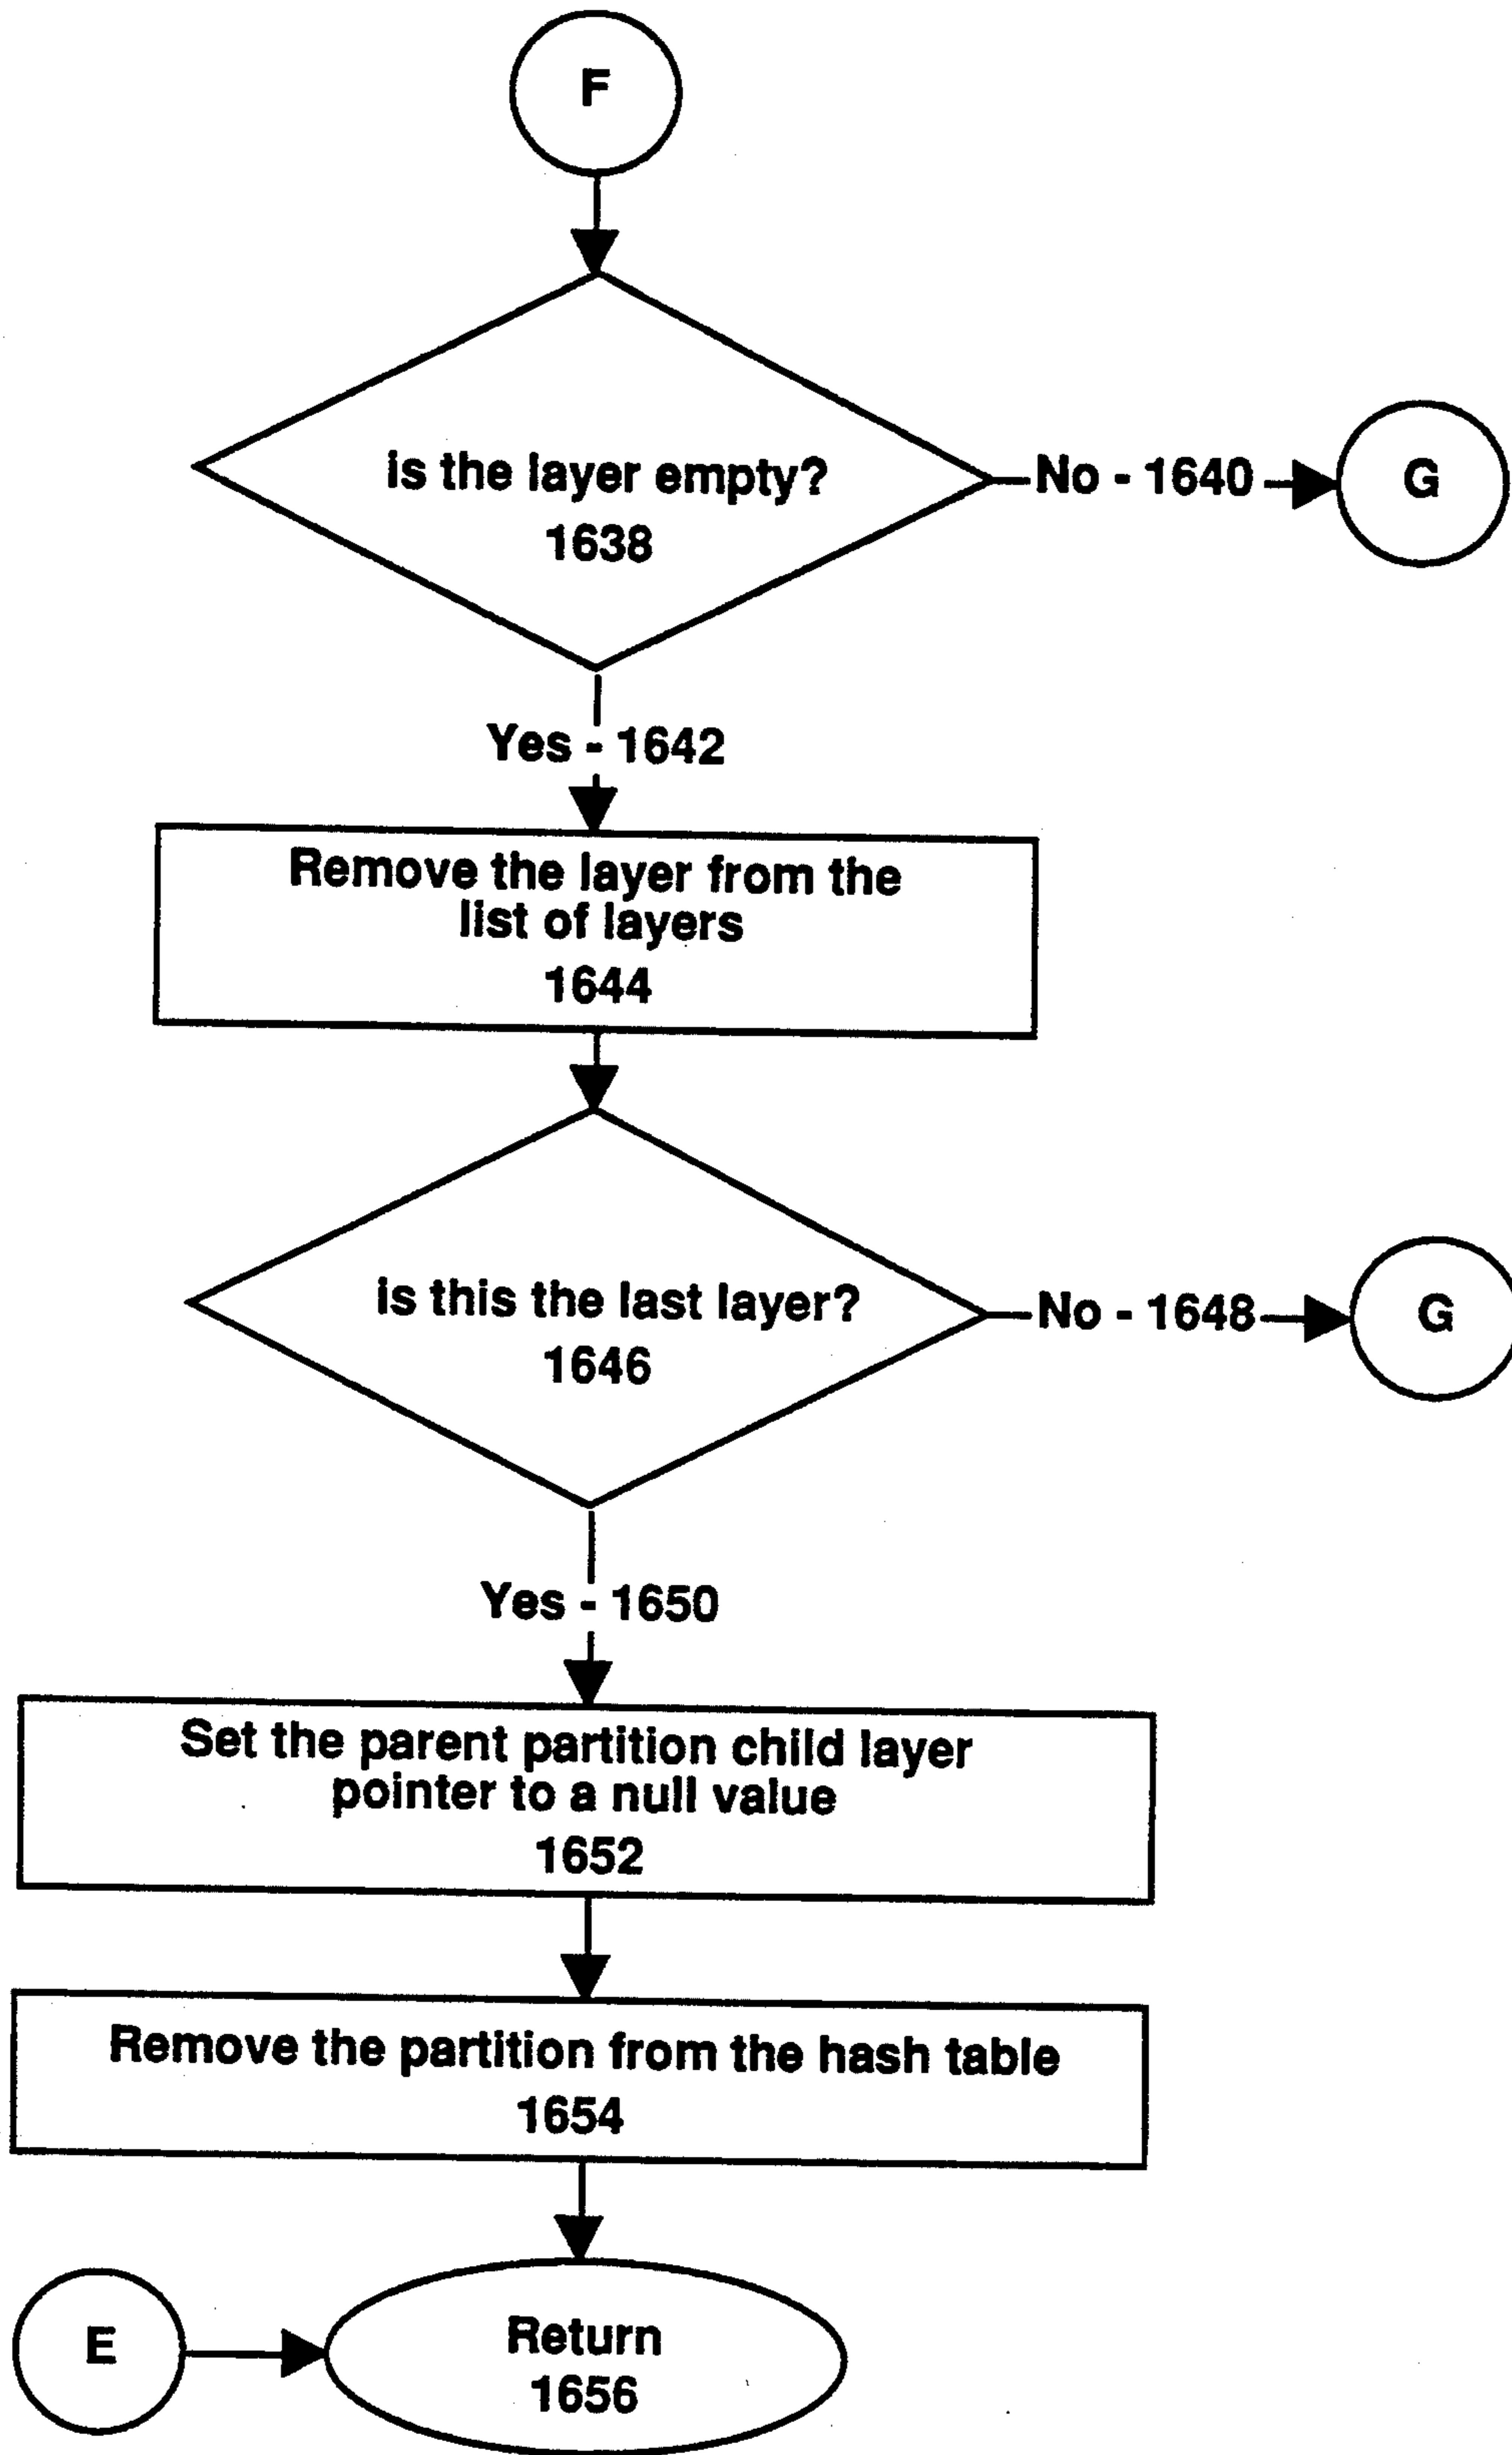 F
is the layer empty?
1638
No - 1640
G
Yes - 1642
Remove the layer from the
list of layers
1644
is this the last layer?
1646
No - 1648
G
Yes - 1650
Set the parent partition child layer
pointer to a null value
1652
Remove the partition from the hash table
1654
E
Return
1656